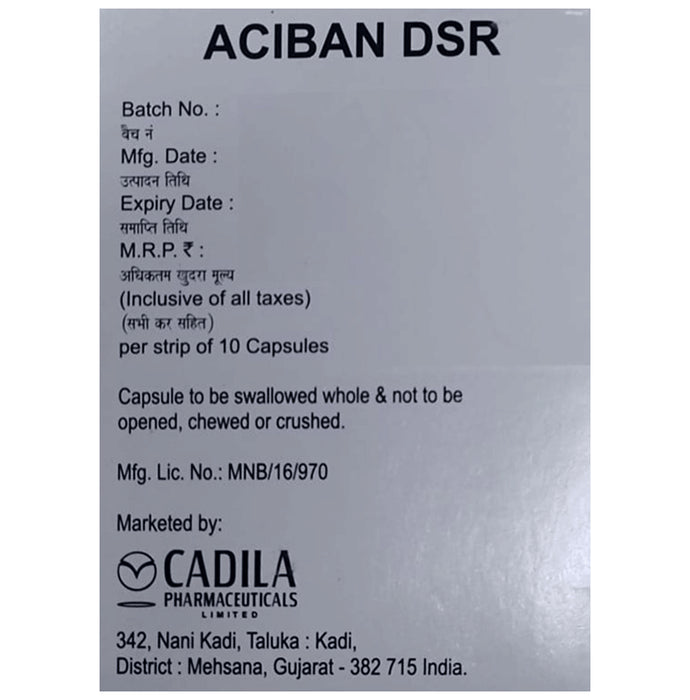 ACIBAN DSR
Batch No. :
बैच नं
Mfg. Date :
उत्पादन तिथि
Expiry Date :
समाप्ति तिथि
M.R.P. ₹ :
अधिकतम खुदरा मूल्य
(Inclusive of all taxes)
(सभी कर सहित)
per strip of 10 Capsules
Capsule to be swallowed whole & not to be
opened, chewed or crushed.
Mfg. Lic. No.: MNB/16/970
Marketed by:
CADILA
PHARMACEUTICALS
LIMITED
342, Nani Kadi, Taluka : Kadi,
District : Mehsana, Gujarat - 382 715 India.